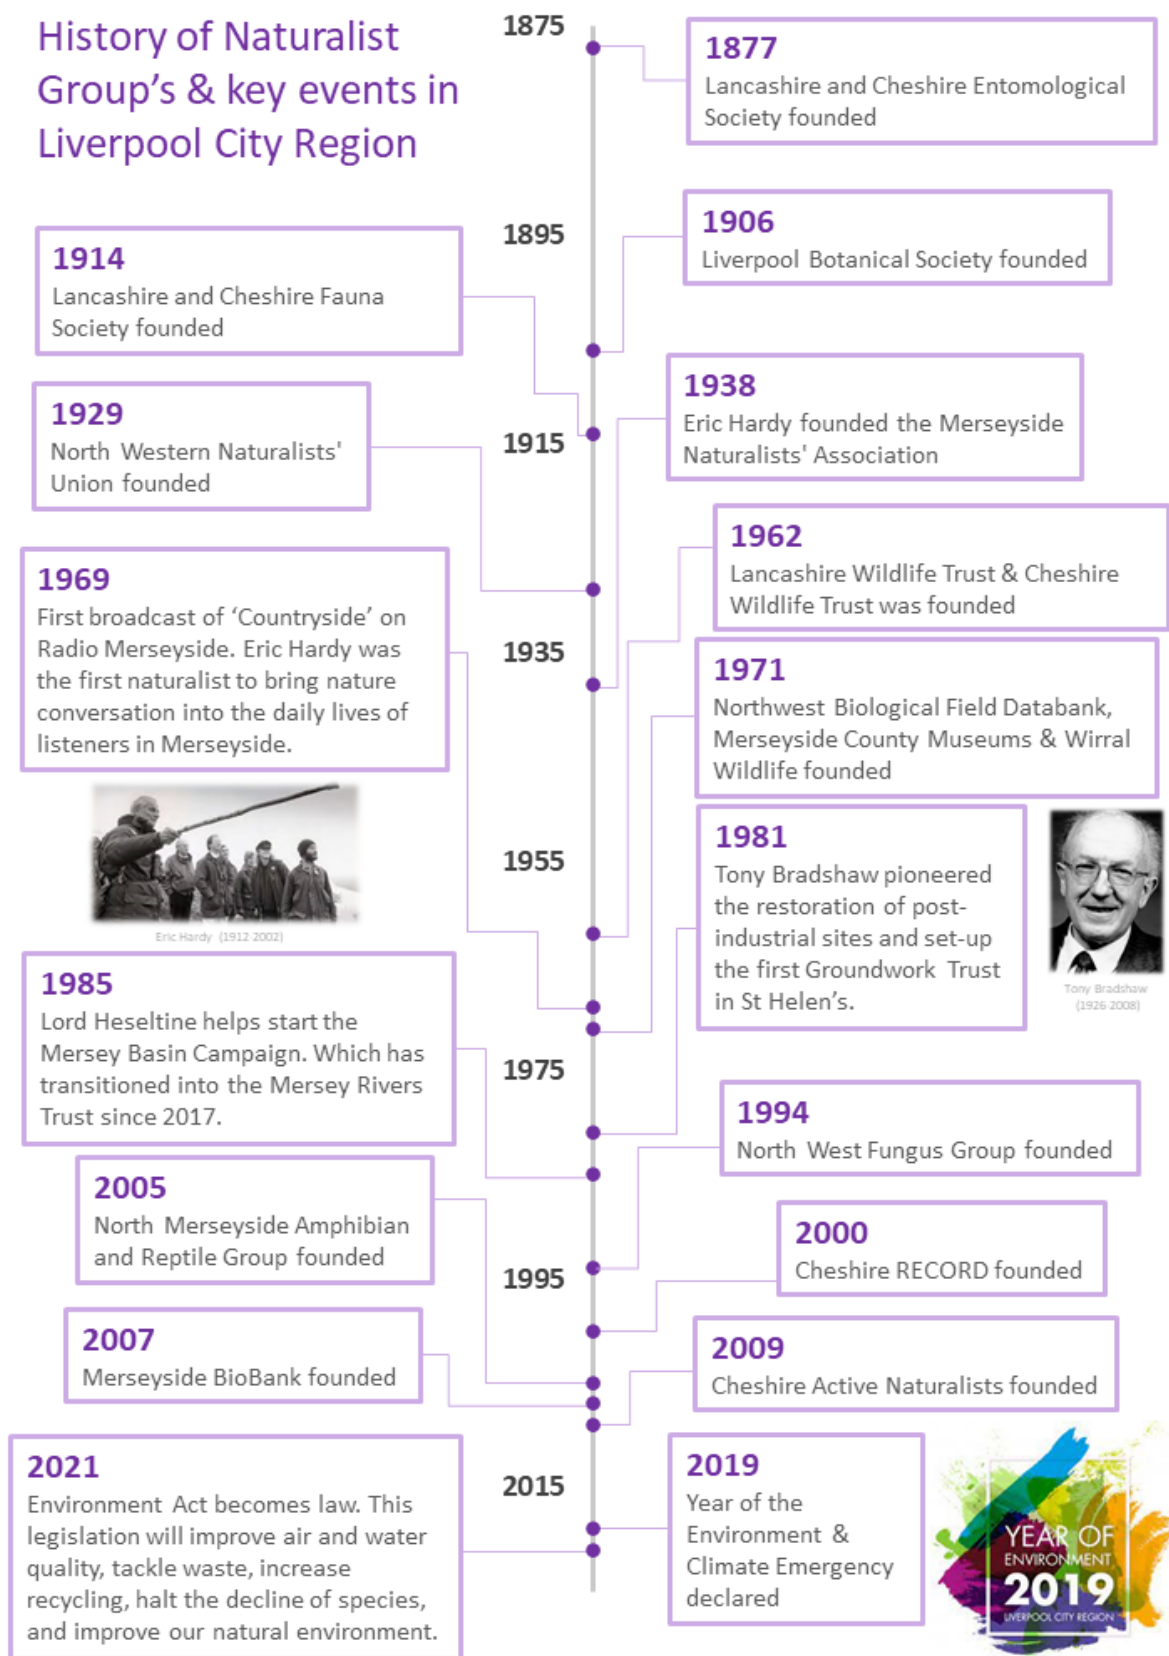 History of Naturalist
Group's & key events in
Liverpool City Region
1875
1877
Lancashire and Cheshire Entomological
Society founded
1895
1906
Liverpool Botanical Society founded
1914
Lancashire and Cheshire Fauna
Society founded
1915
1929
North Western Naturalists'
Union founded
1938
Eric Hardy founded the Merseyside
Naturalists' Association
1935
1962
Lancashire Wildlife Trust & Cheshire
Wildlife Trust was founded
1969
First broadcast of ‘Countryside’ on
Radio Merseyside. Eric Hardy was
the first naturalist to bring nature
conversation into the daily lives of
listeners in Merseyside.
Eric Hardy (1912 2002)
1971
Northwest Biological Field Databank,
Merseyside County Museums & Wirral
Wildlife founded
1955
1981
Tony Bradshaw pioneered
the restoration of post-
industrial sites and set-up
the first Groundwork Trust
in St Helen's.
Tony Bradshaw
(1926 2008)
1985
Lord Heseltine helps start the
Mersey Basin Campaign. Which has
transitioned into the Mersey Rivers
Trust since 2017.
1975
1994
North West Fungus Group founded
2005
North Merseyside Amphibian
and Reptile Group founded
1995
2000
Cheshire RECORD founded
2007
Merseyside BioBank founded
2009
Cheshire Active Naturalists founded
2015
2021
Environment Act becomes law. This
legislation will improve air and water
quality, tackle waste, increase
recycling, halt the decline of species,
and improve our natural environment.
2019
Year of the
Environment &
Climate Emergency
declared
YEAR OF
ENVIRONMENT
2019
LIVERPOOL CITY REGION